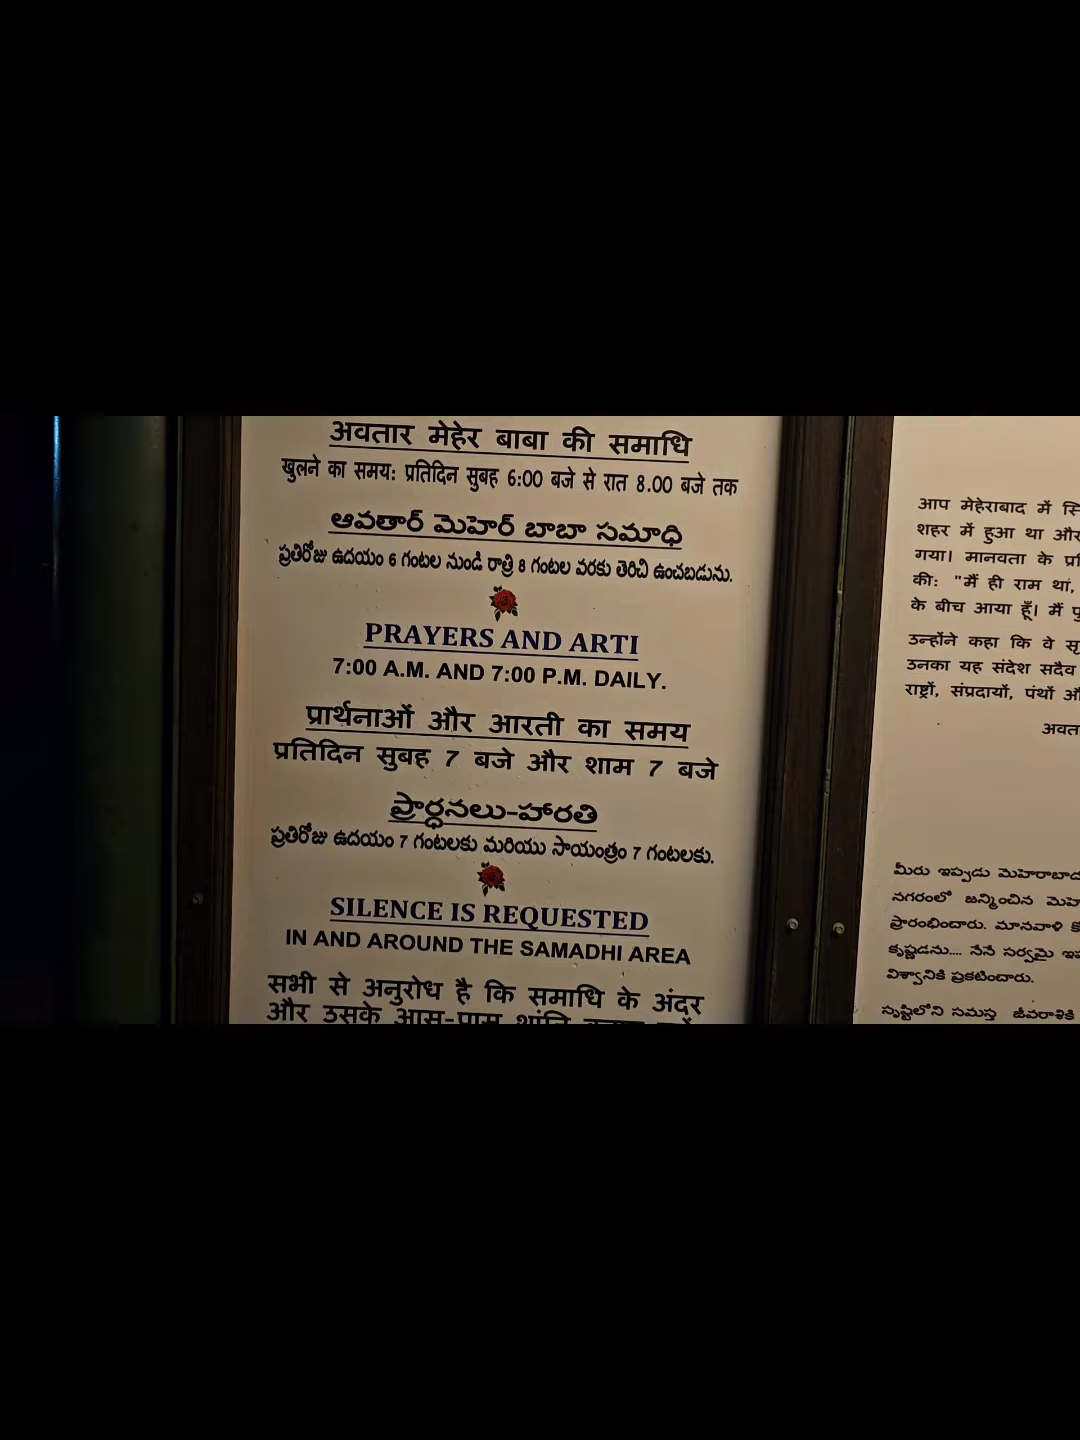 अवतार मेहेर बाबा की समाधि
खुलने का समय: प्रतिदिन सुबह 6:00 बजे से रात 8.00 बजे तक
ఆవతార్ మెహెర్ బాబా సమాధి
ప్రతిరోజు ఉదయం 6 గంటల నుండి రాత్రి 8 గంటల వరకు తెరిచి ఉంచబడును.
PRAYERS AND ARTI
7:00 A.M. AND 7:00 P.M. DAILY.
प्रार्थनाओं और आरती का समय
प्रतिदिन सुबह 7 बजे और शाम 7 बजे
ప్రార్థనలు-హారతి
ప్రతిరోజు ఉదయం 7 గంటలకు మరియు సాయంత్రం 7 గంటలకు.
SILENCE IS REQUESTED
IN AND AROUND THE SAMADHI AREA
सभी से अनुरोध है कि समाधि के अंदर
और उसके आस-पास शांति
आप मेहेराबाद में
शहर में हुआ था और
गया। मानवता के
की: "मैं ही राम था,
के बीच आया हूँ। मैं
उन्होंने कहा कि वे
उनका यह संदेश सदैव
राष्ट्रों, संप्रदायों, पंथों
మీరు ఇప్పడు మెహెరాబాద
నగరంలో జన్మించిన
ప్రారంభించారు. మానవాళి
కృష్ణడను.... నేనే సర్వమై
విశ్వానికి ప్రకటించారు.
సృష్టిలోని సమస్త జీవరాశికి